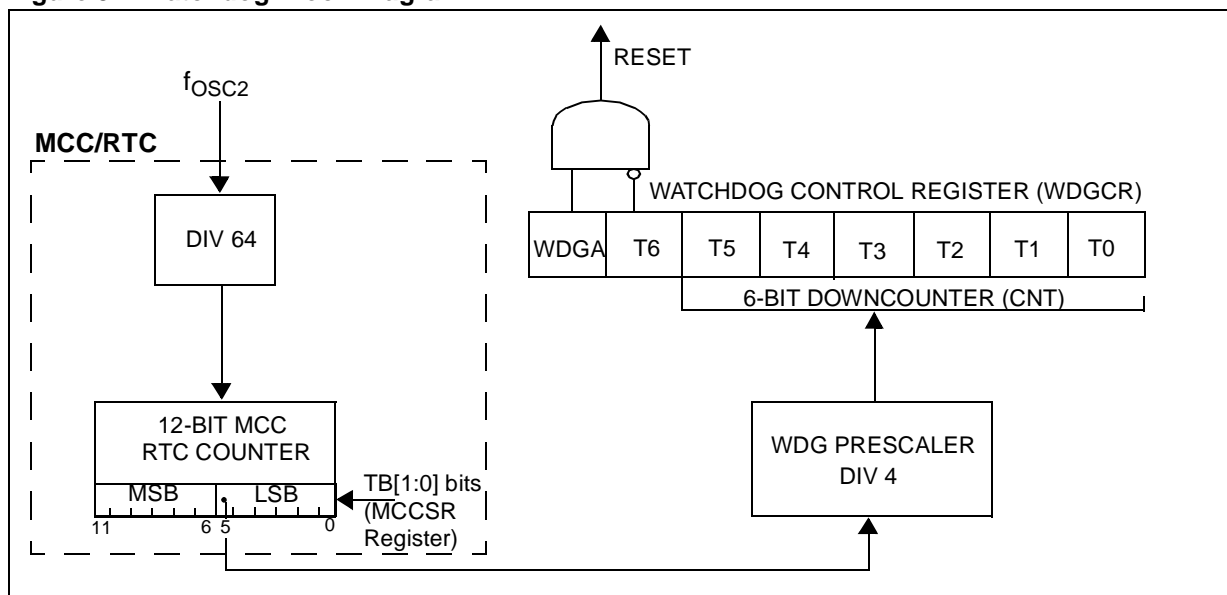 RESET
fOSC2
MCC/RTC
DIV 64
WATCHDOG CONTROL REGISTER (WDGCR)
WDGA T6 T5 T4 T3 T2 T1 T0
6-BIT DOWNCOUNTER (CNT)
12-BIT MCC
RTC COUNTER
MSB LSB
11 6 5 0
TB[1:0] bits
(MCCSR
Register)
WDG PRESCALER
DIV 4